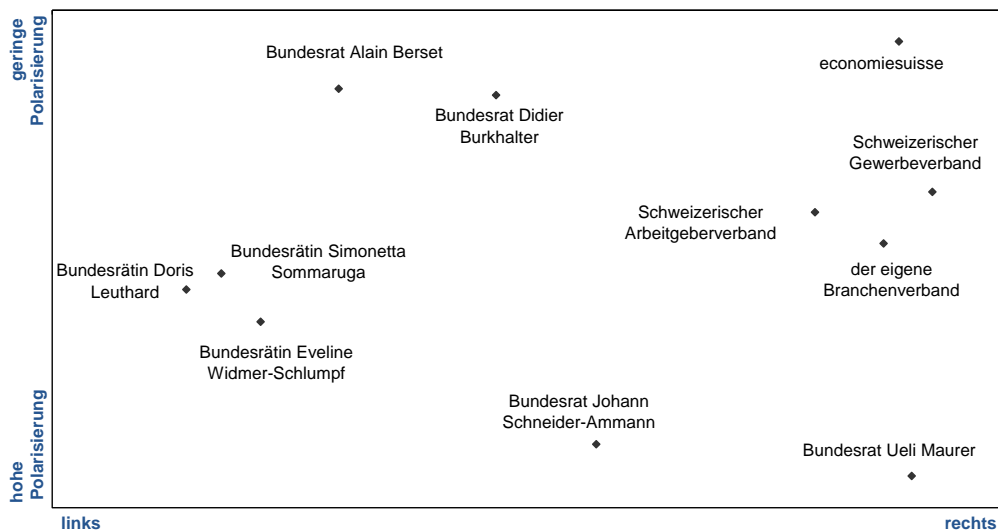 geringe
Polarisierung
Bundesrat Alain Berset
economiesuisse
Bundesrat Didier
Burkhalter
Schweizerischer
Gewerbeverband
Schweizerischer
Arbeitgeberverband
Bundesrätin Simonetta
Sommaruga
Bundesrätin Doris
Leuthard
der eigene
Branchenverband
Bundesrätin Eveline
Widmer-Schlumpf
Bundesrat Johann
Schneider-Ammann
Bundesrat Ueli Maurer
hohe
Polarisierung
links
rechts